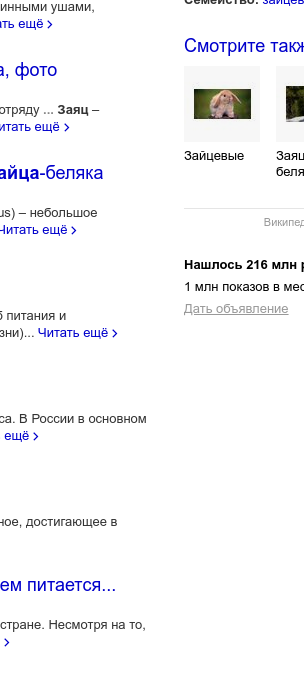 инными ушами,
ать ещё >
а, фото
отряду ... Заяц –
итать ещё >
айца-беляка
us) – небольшое
Читать ещё >
б питания и
зни)... Читать ещё >
са. В России в основном
ещё >
ное, достигающее в
ем питается...
стране. Несмотря на то,
>
Семейство: зайцев
Смотрите такж
Зайцевые
Заяц
беля
Википед
Нашлось 216 млн р
1 млн показов в мес
Дать объявление